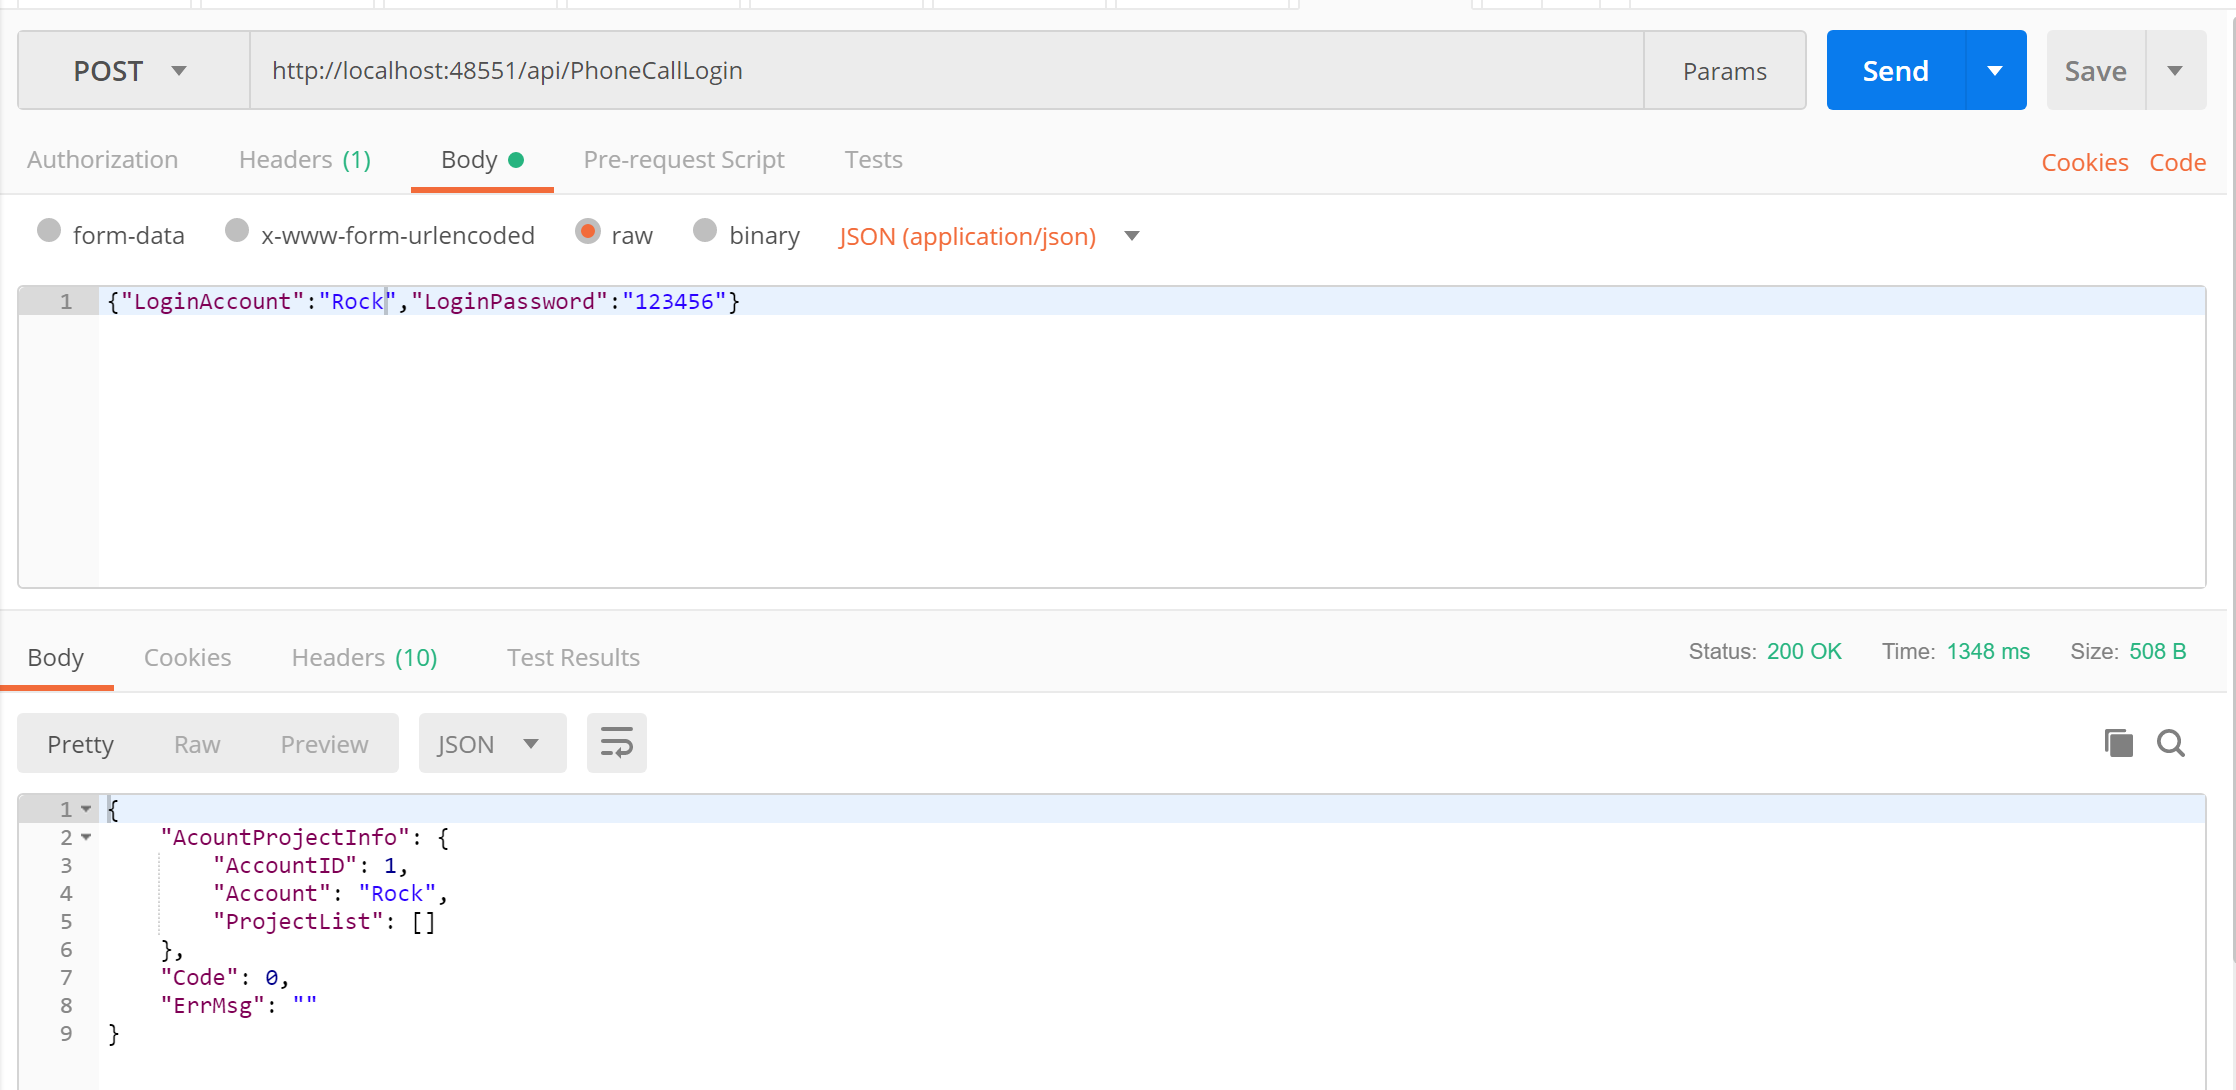 POST http://localhost:48551/api/PhoneCallLogin Params Send Save
Authorization Headers (1) Body Pre-request Script Tests Cookies Code
form-data x-www-form-urlencoded raw binary JSON (application/json)
1 {"LoginAccount":"Rock","LoginPassword":"123456"}
Body Cookies Headers (10) Test Results Status: 200 OK Time: 1348 ms Size: 508 B
Pretty Raw Preview JSON
1 {
2 "AcountProjectInfo": {
3 "AccountID": 1,
4 "Account": "Rock",
5 "ProjectList": []
6 },
7 "Code": 0,
8 "ErrMsg": ""
9 }